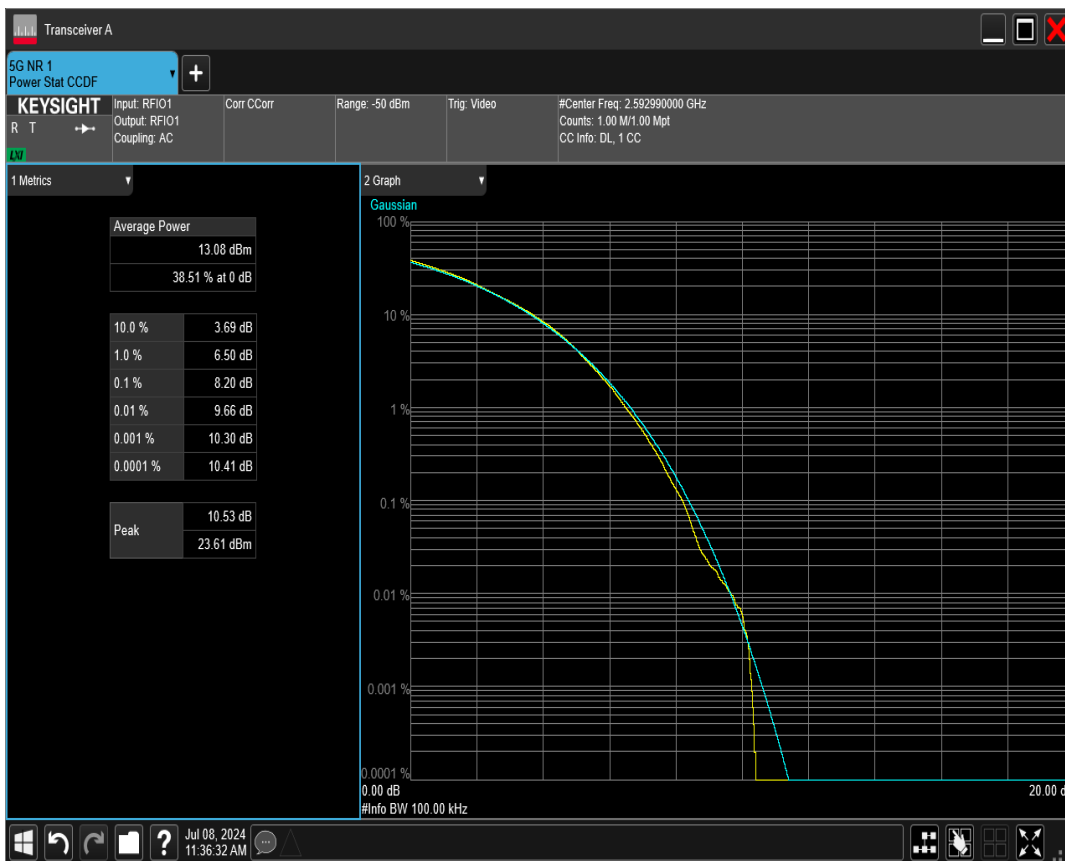 Transceiver A
5G NR 1
Power Stat CCDF
+
KEYSIGHT
R T
LXI
Input: RFIO1
Output: RFIO1
Coupling: AC
Corr CCorr
Range: -50 dBm
Trig: Video
#Center Freq: 2.592990000 GHz
Counts: 1.00 M/1.00 Mpt
CC Info: DL, 1 CC
1 Metrics
Average Power
13.08 dBm
38.51 % at 0 dB
10.0 % 3.69 dB
1.0 % 6.50 dB
0.1 % 8.20 dB
0.01 % 9.66 dB
0.001 % 10.30 dB
0.0001 % 10.41 dB
Peak
10.53 dB
23.61 dBm
2 Graph
Gaussian
100 %
10 %
1 %
0.1 %
0.01 %
0.001 %
0.0001 %
0.00 dB
20.00 d
#Info BW 100.00 kHz
?
Jul 08, 2024
11:36:32 AM